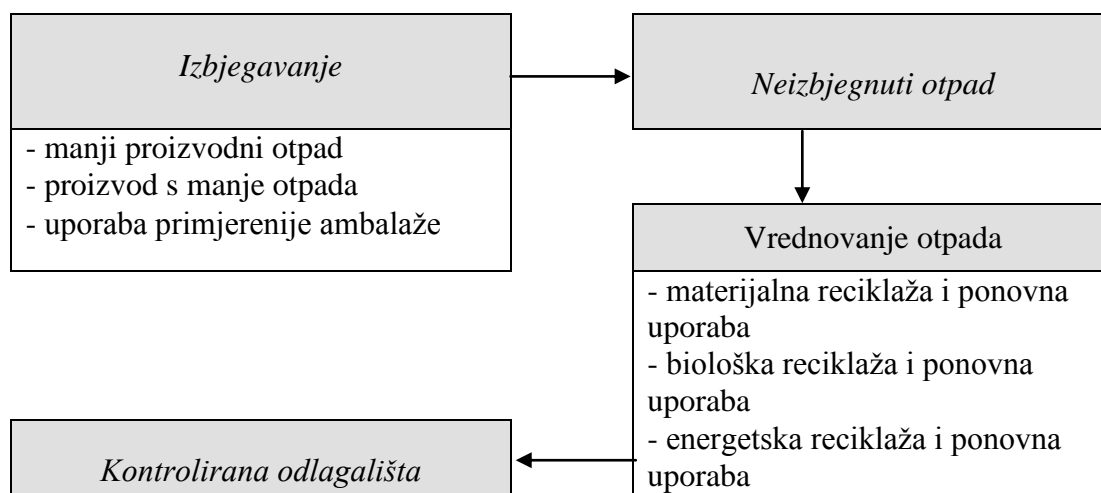 Izbjegavanje
- manji proizvodni otpad
- proizvod s manje otpada
- uporaba primjerenije ambalaže
Neizbjegnuti otpad
Vrednovanje otpada
- materijalna reciklaža i ponovna
uporaba
- biološka reciklaža i ponovna
uporaba
- energetska reciklaža i ponovna
uporaba
Kontrolirana odlagališta